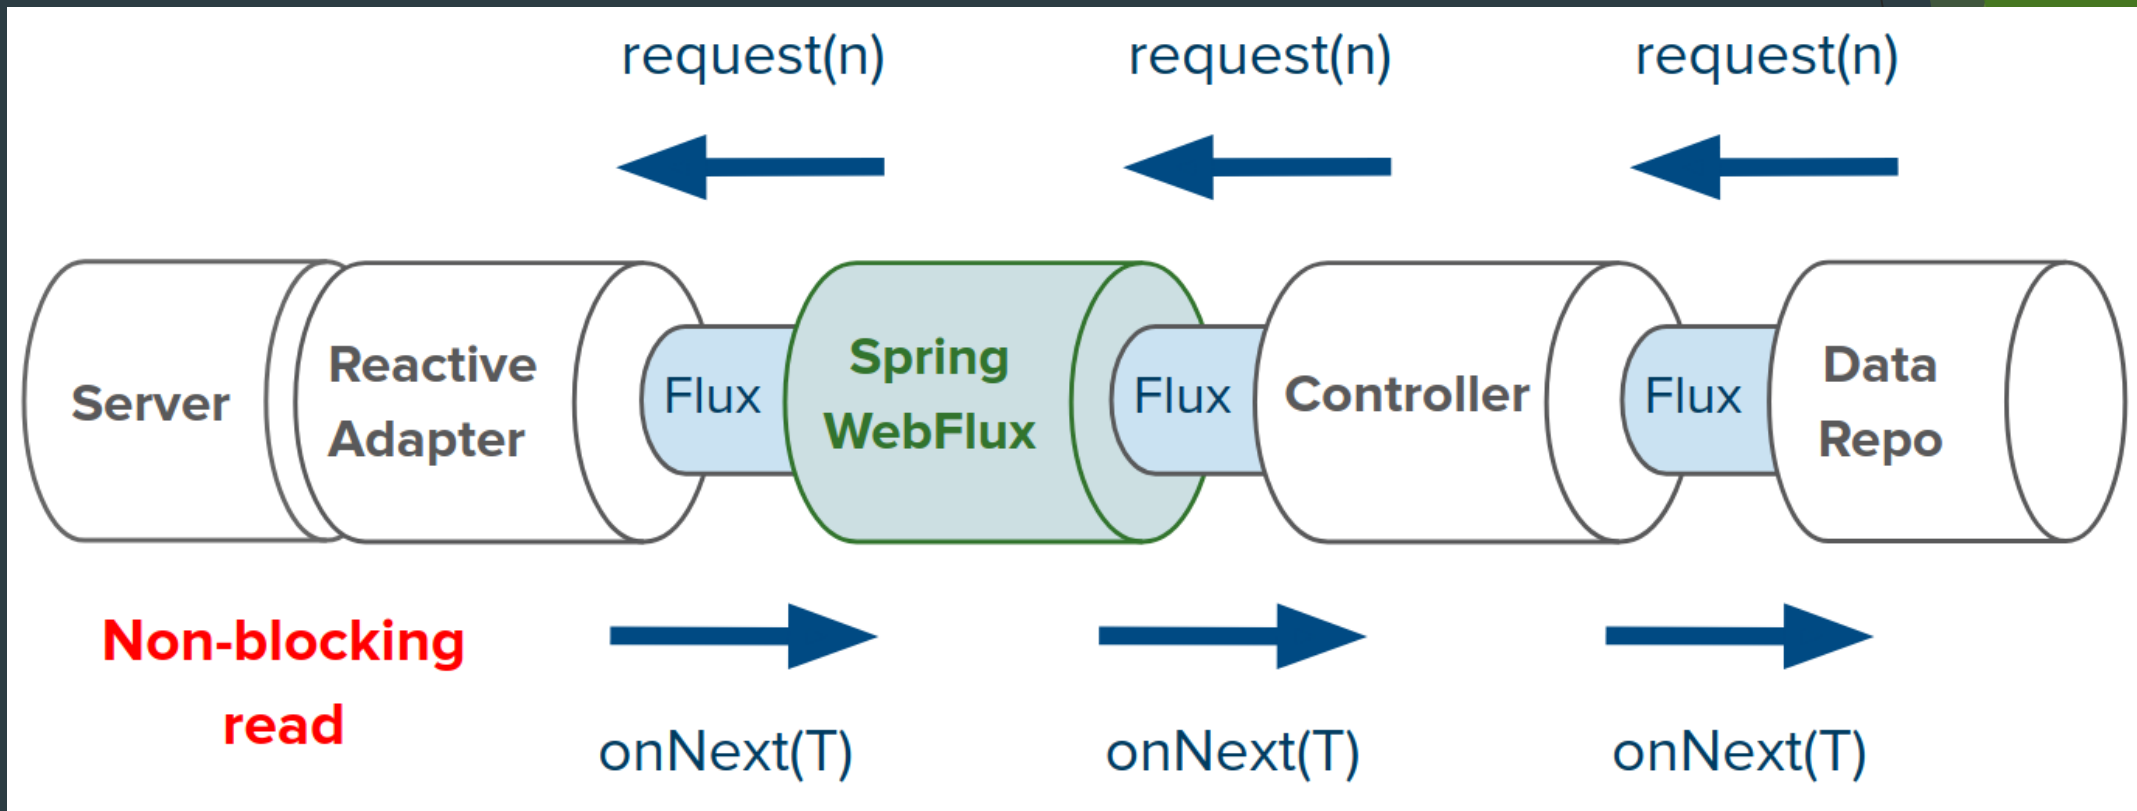 request(n) request(n) request(n)
Server
Reactive
Adapter
Flux
Spring
WebFlux
Flux
Controller
Flux
Data
Repo
Non-blocking
read
onNext(T) onNext(T) onNext(T)